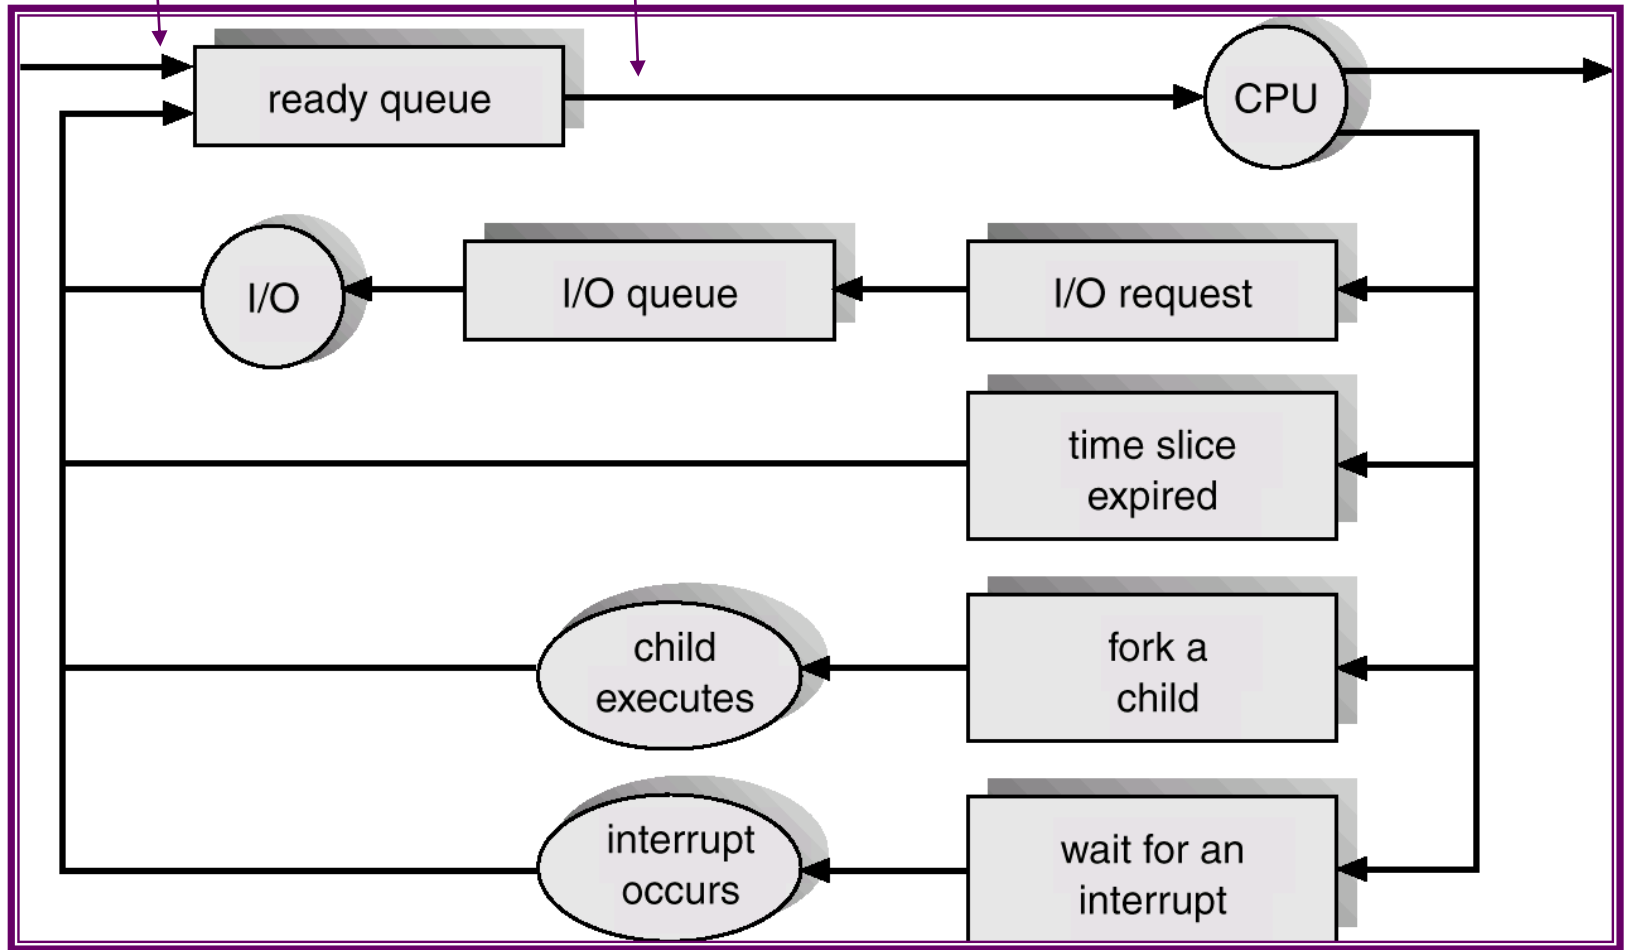 ready queue
CPU
I/O
I/O queue
I/O request
time slice
expired
child
executes
fork a
child
interrupt
occurs
wait for an
interrupt